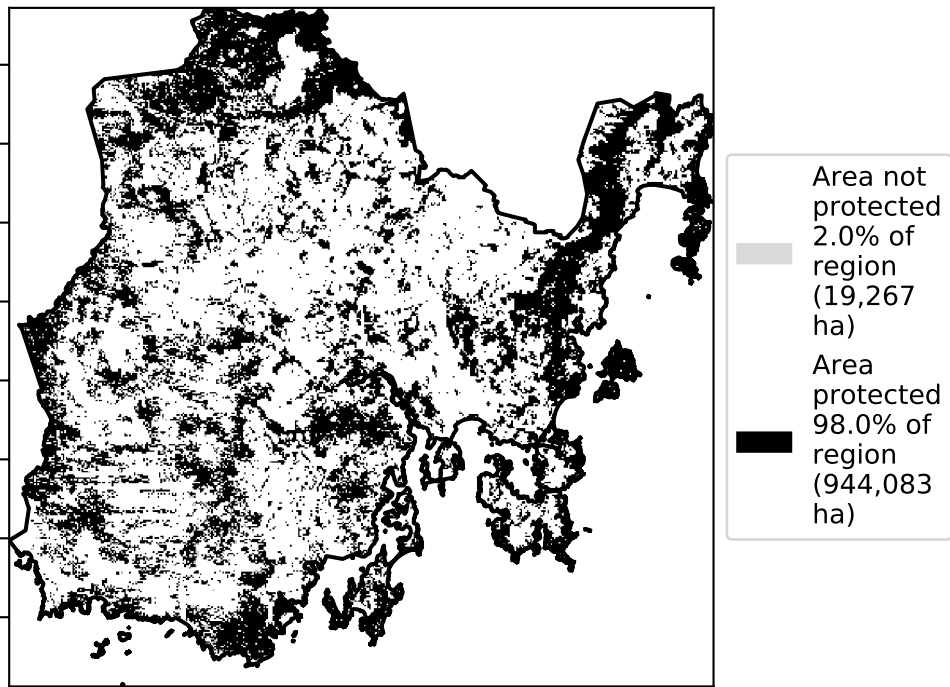 Area not
protected
2.0% of
region
(19,267
ha)
Area
protected
98.0% of
region
(944,083
ha)